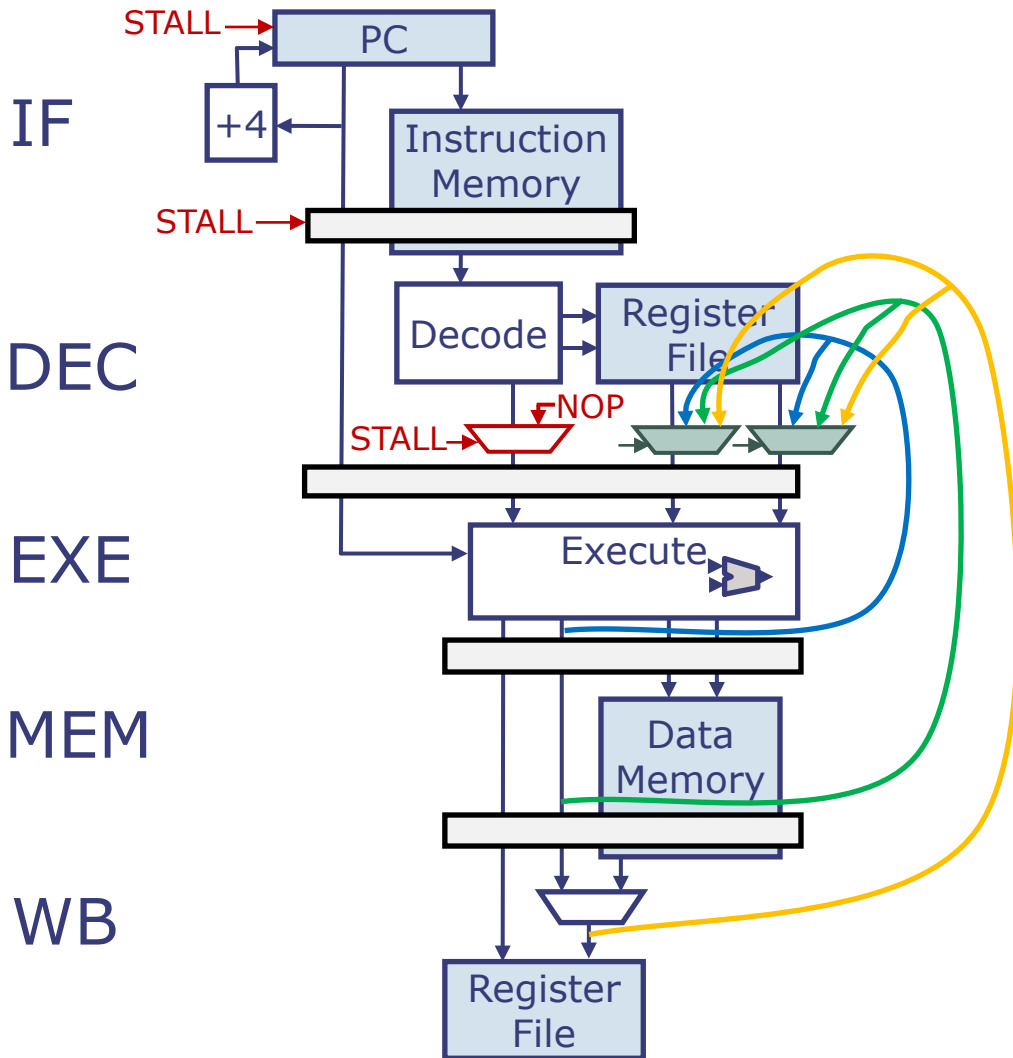 STALL
PC
IF
+4
Instruction
Memory
STALL
DEC
Decode
Register
File
NOP
STALL
EXE
Execute
MEM
Data
Memory
WB
Register
File